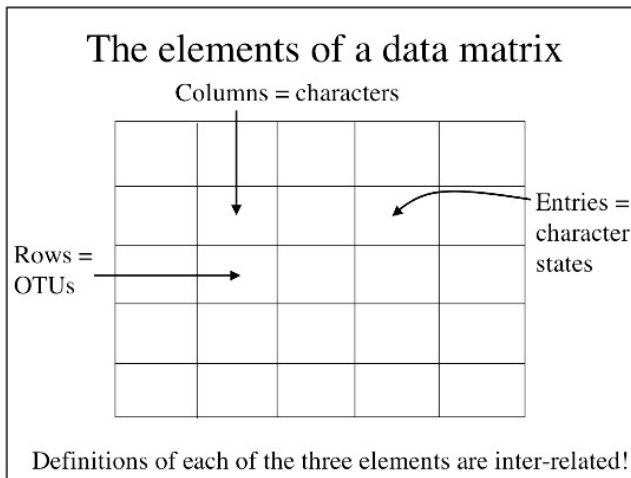 The elements of a data matrix
Columns = characters
Entries =
character
states
Rows =
OTUs
Definitions of each of the three elements are inter-related!